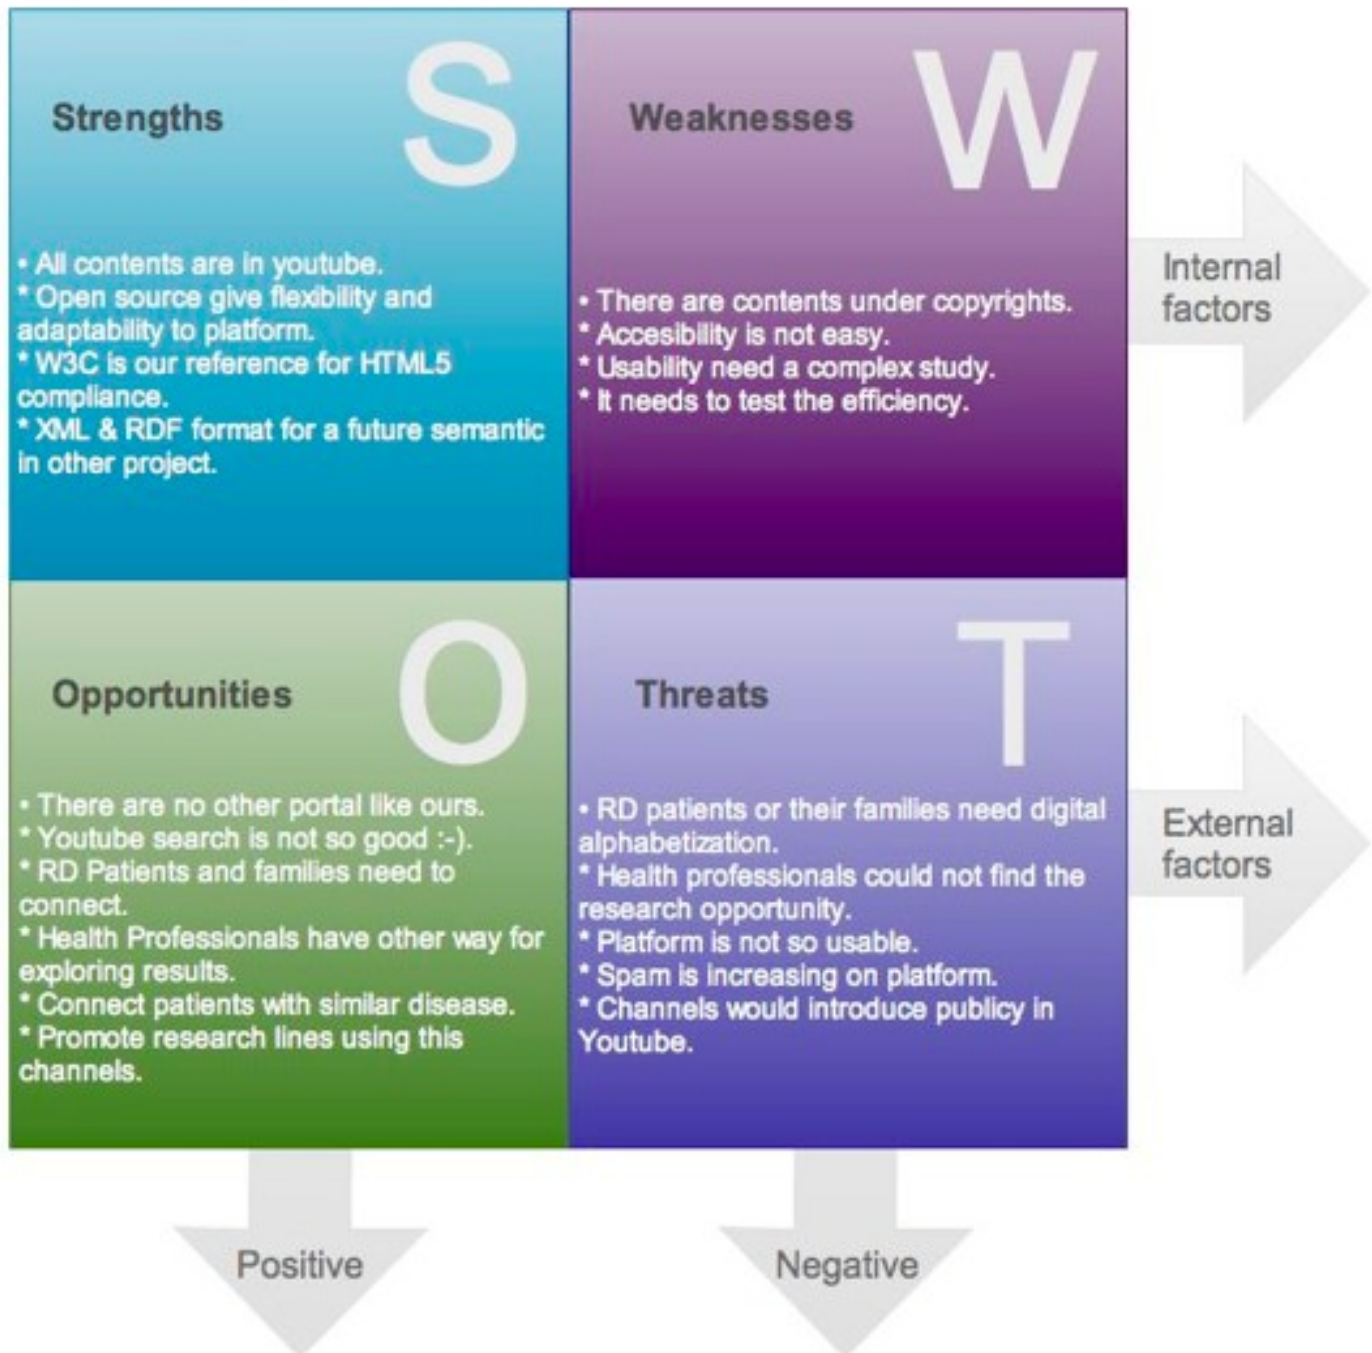 Strengths
S
• All contents are in youtube.
* Open source give flexibility and
adaptability to platform.
* W3C is our reference for HTML5
compliance.
* XML & RDF format for a future semantic
in other project.
Weaknesses
W
• There are contents under copyrights.
* Accesibility is not easy.
* Usability need a complex study.
* It needs to test the efficiency.
Internal
factors
Opportunities
O
• There are no other portal like ours.
* Youtube search is not so good :-).
* RD Patients and families need to
connect.
* Health Professionals have other way for
exploring results.
* Connect patients with similar disease.
* Promote research lines using this
channels.
Threats
T
• RD patients or their families need digital
alphabetization.
* Health professionals could not find the
research opportunity.
* Platform is not so usable.
* Spam is increasing on platform.
* Channels would introduce publicy in
Youtube.
External
factors
Positive
Negative